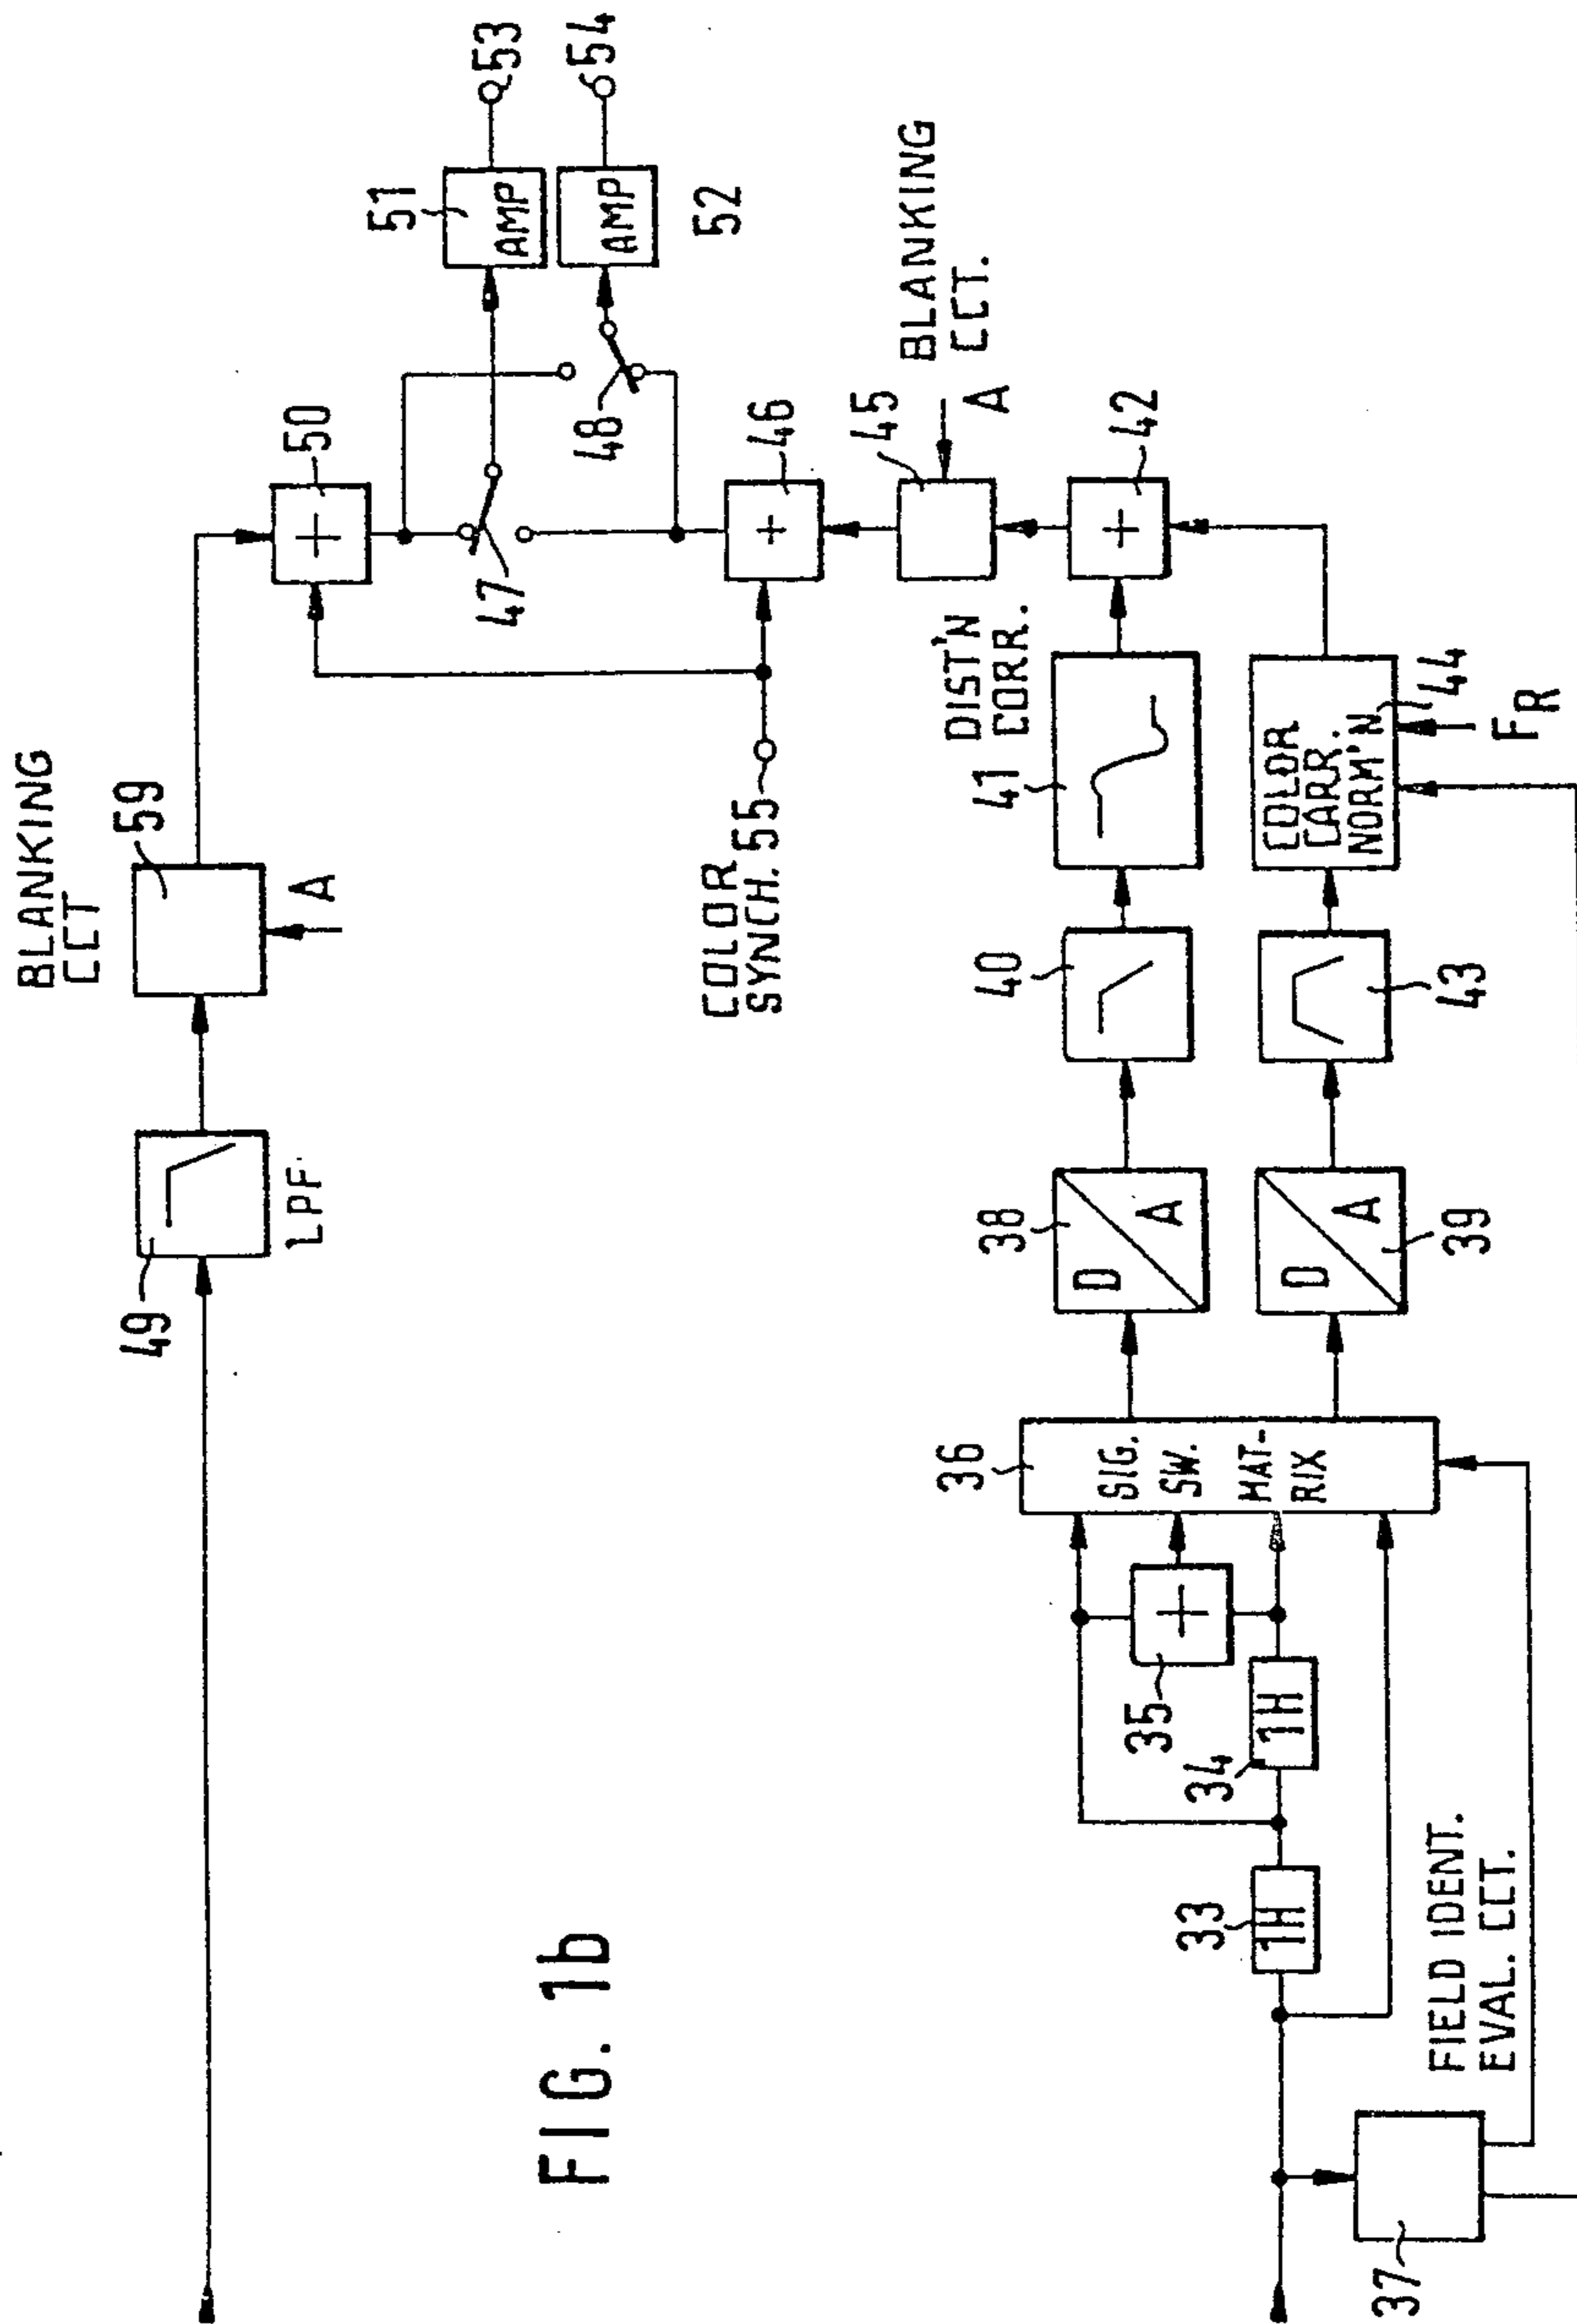 FIG. 1b
49
LPF
BLANKING
CCT
59
A
50
+
47
48
51
AMP
53
AMP
54
52
COLOR
SYNCH. 55
46
+
45
BLANKING
CCT.
A
42
+
DIST'N
CORR.
41
40
38
D
A
36
SIG.
SW.
MAT-
RIX
35
+
34
1H
33
1H
37
FIELD IDENT.
EVAL. CCT.
D
A
39
43
COLOR
CARR.
NORM'N
44
FR